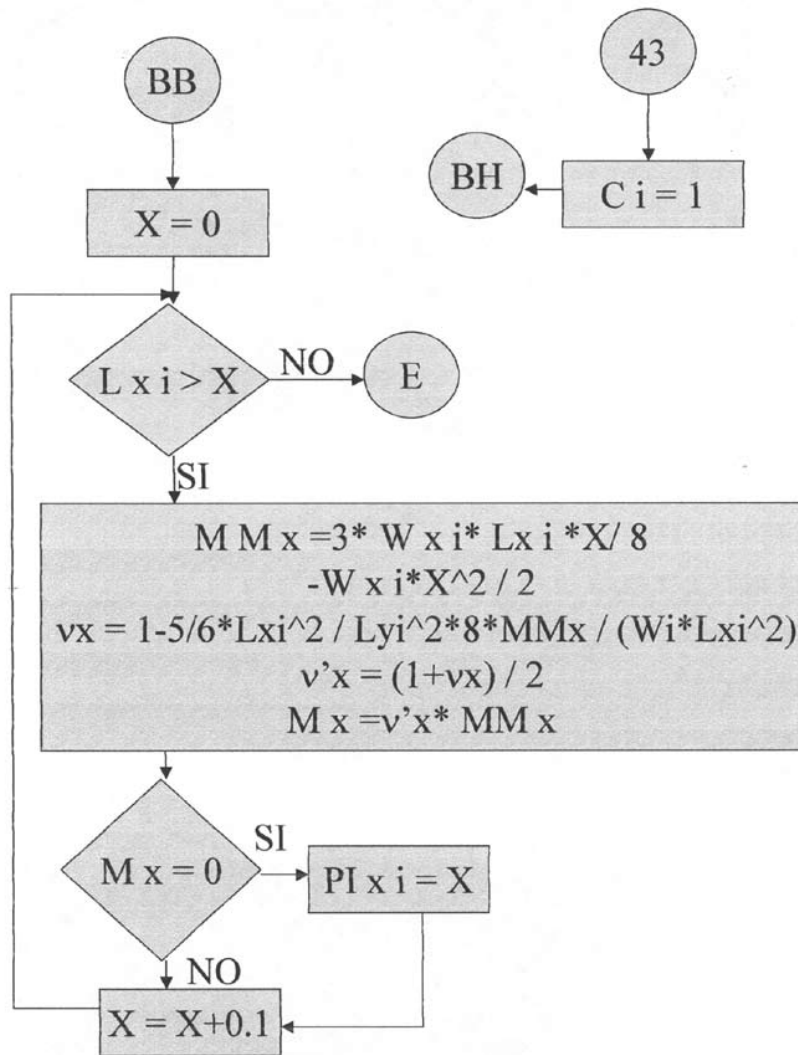 BB
X = 0
L x i > X
NO
E
SI
M M x =3* W x i* Lx i *X/ 8
-W x i*X^2 / 2
νx = 1-5/6*Lxi^2 / Lyi^2*8*MMx / (Wi*Lxi^2)
ν’x = (1+νx) / 2
M x =ν’x* MM x
M x = 0
SI
PI x i = X
NO
X = X+0.1
43
C i = 1
BH